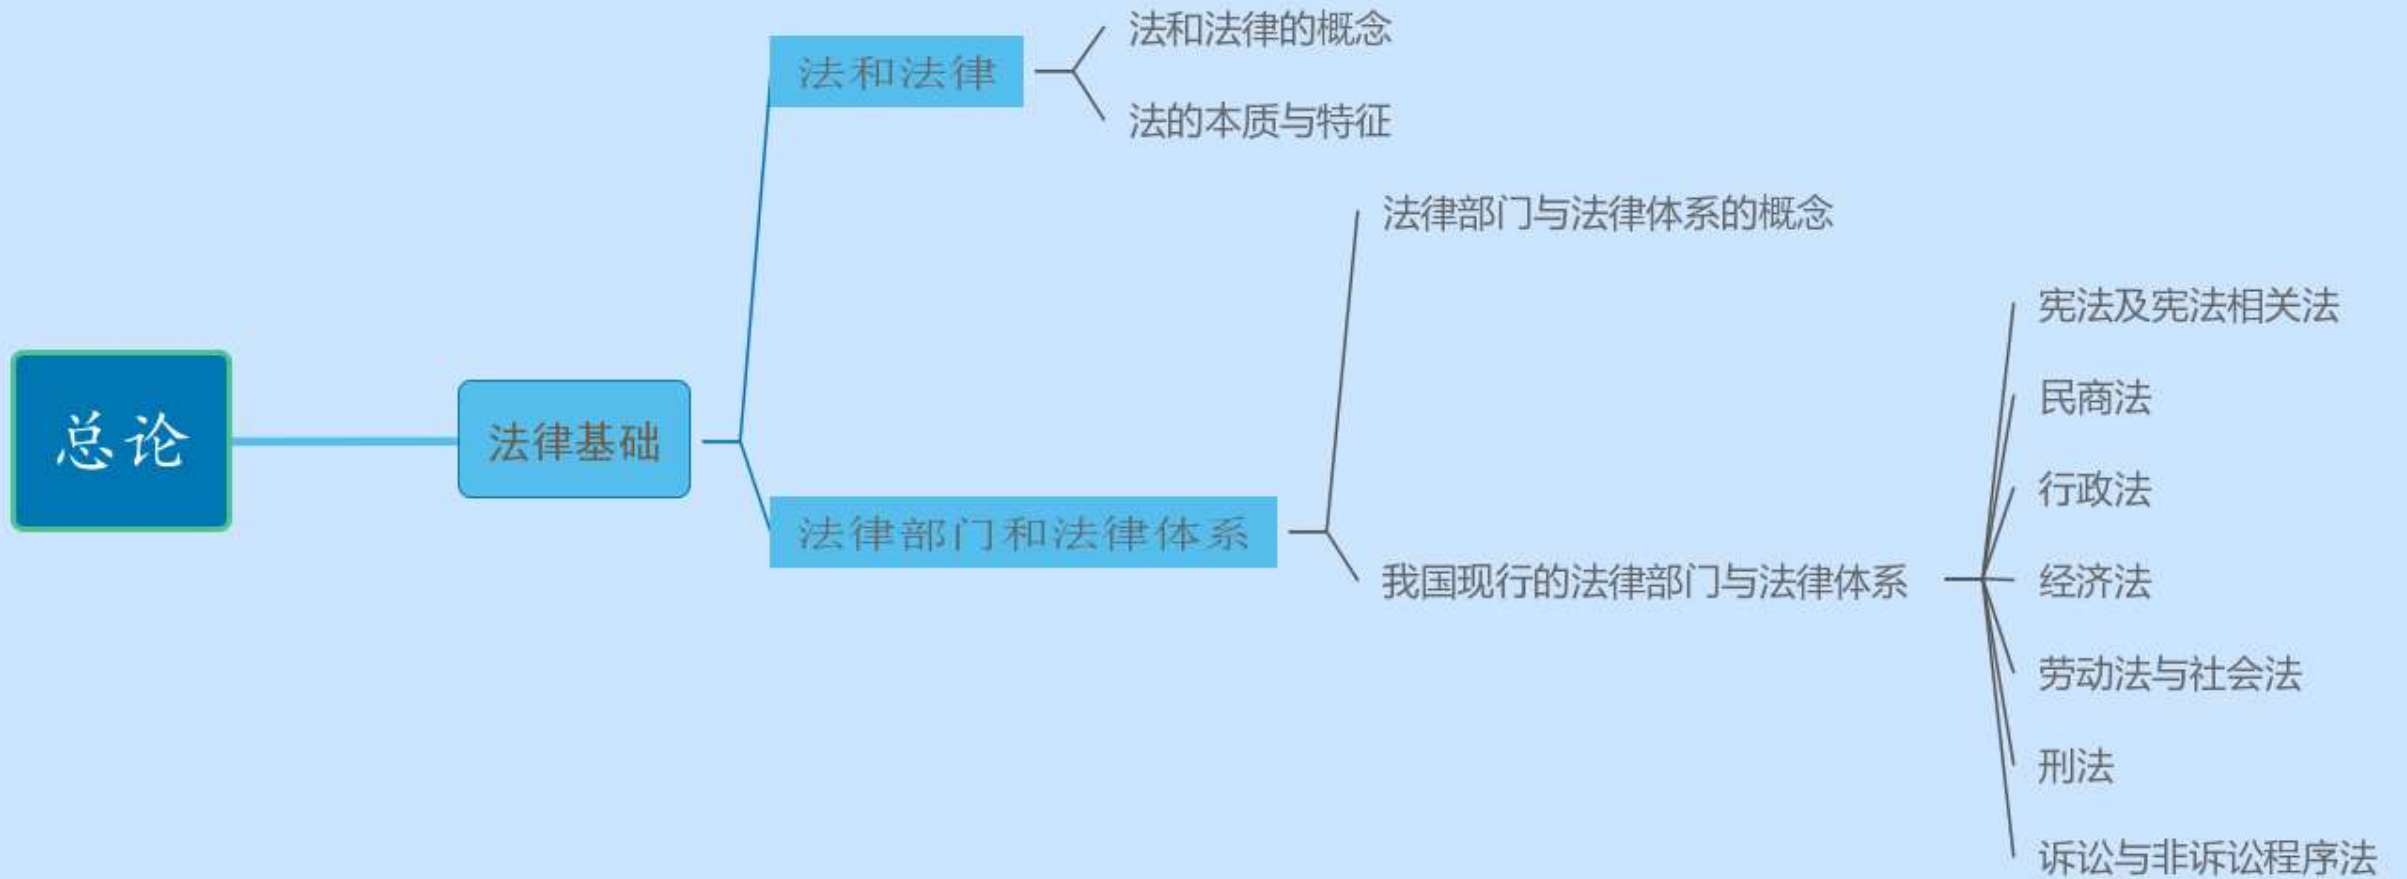 总论
法律基础
法和法律
法和法律的概念
法的本质与特征
法律部门和法律体系
法律部门与法律体系的概念
我国现行的法律部门与法律体系
宪法及宪法相关法
民商法
行政法
经济法
劳动法与社会法
刑法
诉讼与非诉讼程序法